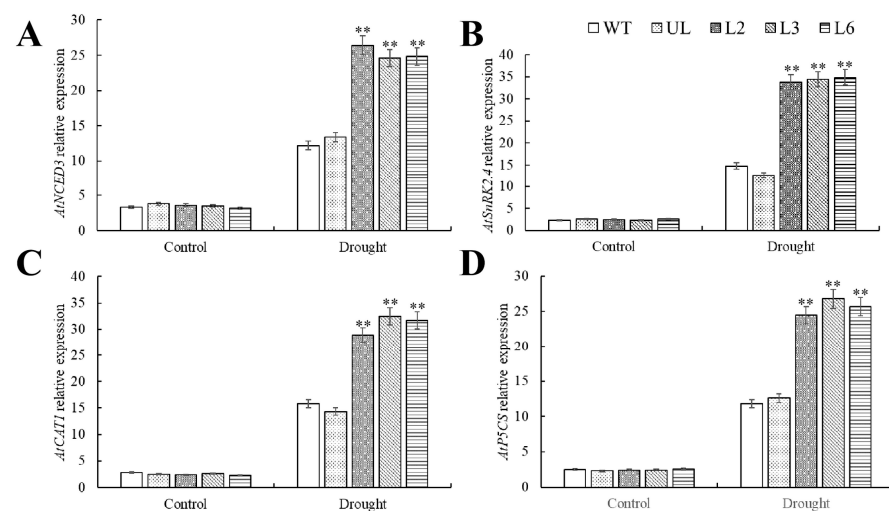 A
AtNCED3 relative expression
30
25
20
15
10
5
0
** ** **
Control Drought
WT UL L2 L3 L6
B
AtSnRK2.4 relative expression
40
35
30
25
20
15
10
5
0
** ** **
Control Drought
C
AtCAT1 relative expression
40
35
30
25
20
15
10
5
0
** ** **
Control Drought
D
AtP5CS relative expression
30
25
20
15
10
5
0
** ** **
Control Drought